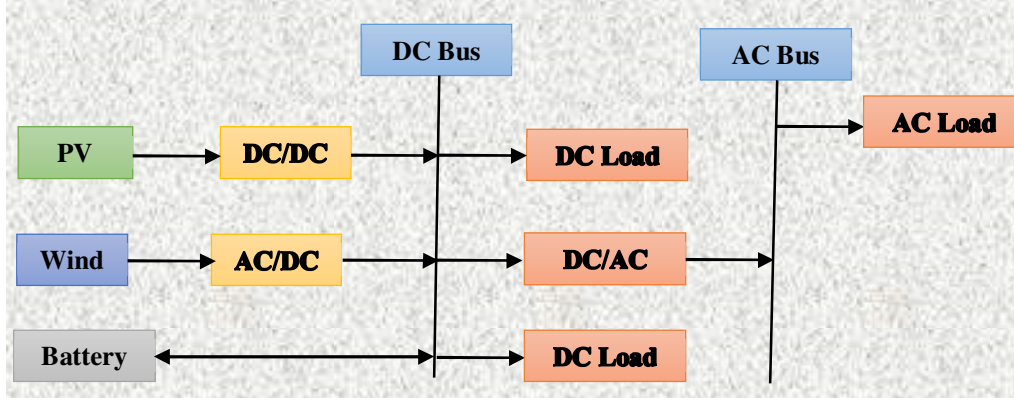 DC Bus
AC Bus
AC Load
PV
DC/DC
DC Load
Wind
AC/DC
DC/AC
Battery
DC Load